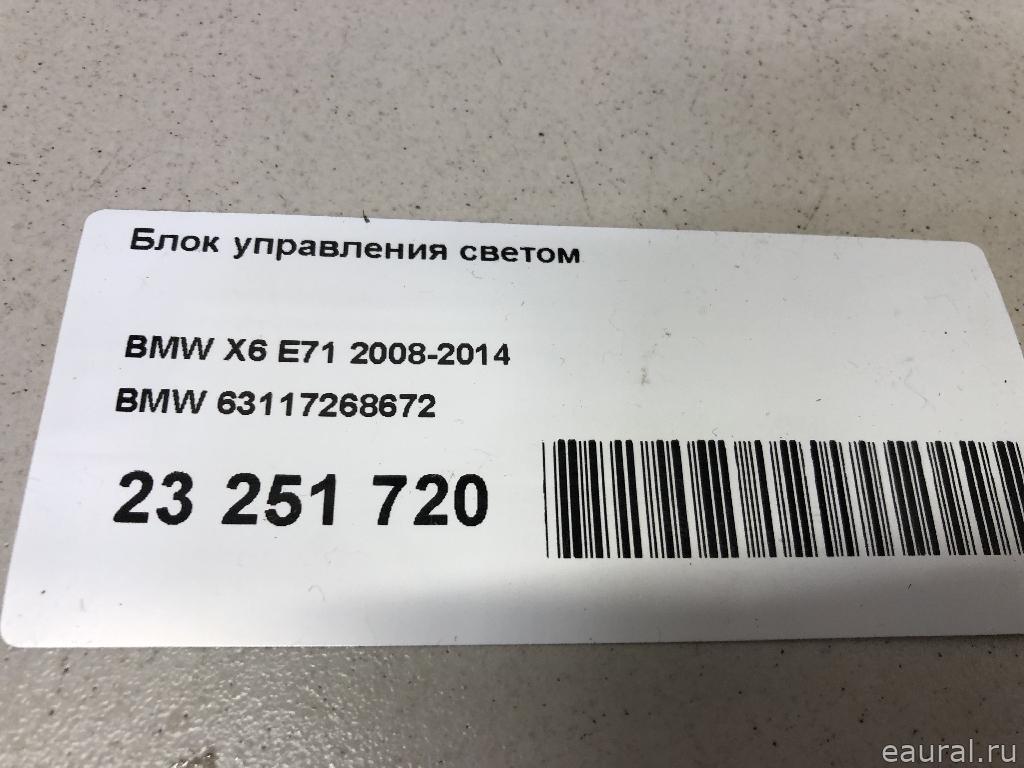 Блок управления светом
BMW X6 E71 2008-2014
BMW 63117268672
23 251 720
eaural.ru